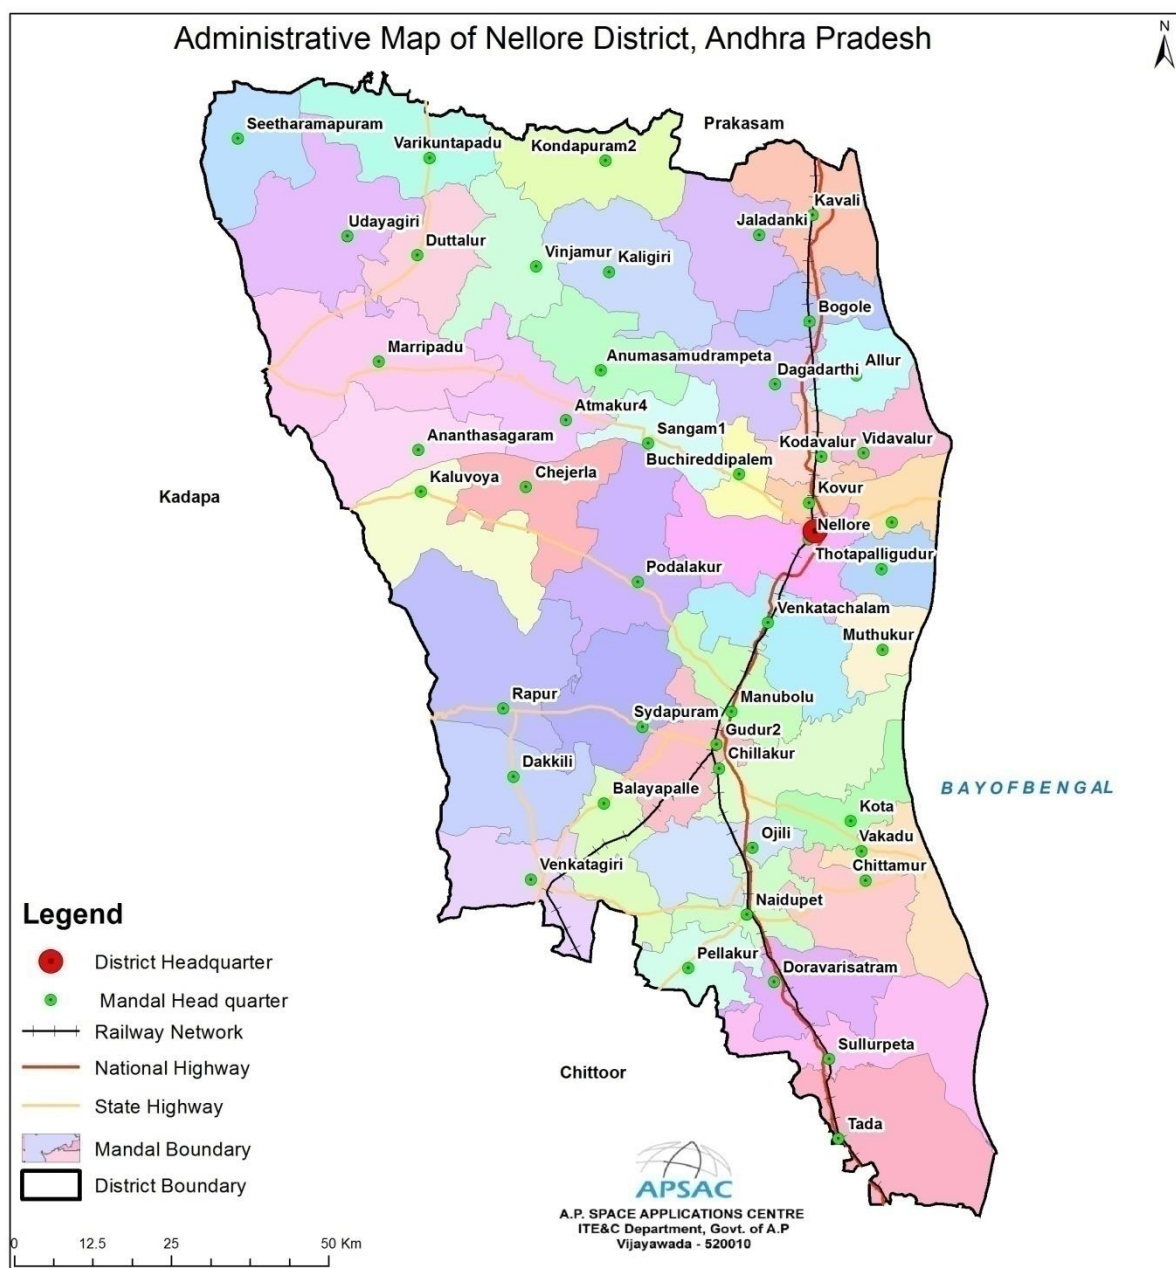 Administrative Map of Nellore District, Andhra Pradesh
N
Prakasam
Seetharamapuram
Varikuntapadu
Kondapuram2
Kavali
Jaladanki
Udayagiri
Duttalur
Vinjamur
Kaligiri
Bogole
Marripadu
Anumasamudrampeta
Dagadarthi
Allur
Atmakur4
Ananthasagaram
Sangam1
Kodavalur
Vidavalur
Buchireddipalem
Kaluvoya
Chejerla
Kadapa
Kovur
Nellore
Thotapalligudur
Podalakur
Venkatachalam
Muthukur
Rapur
Sydapuram
Manubolu
Gudur2
Chillakur
Dakkili
Balayapalle
BAYOFBENGAL
Kota
Ojili
Vakadu
Chittamur
Venkatagiri
Naidupet
Pellakur
Doravarisatram
Sullurpeta
Chittoor
Tada
Legend
District Headquarter
Mandal Head quarter
Railway Network
National Highway
State Highway
Mandal Boundary
District Boundary
0 12.5 25 50 Km
APSAC
A.P. SPACE APPLICATIONS CENTRE
ITE&C Department, Govt. of A.P
Vijayawada - 520010